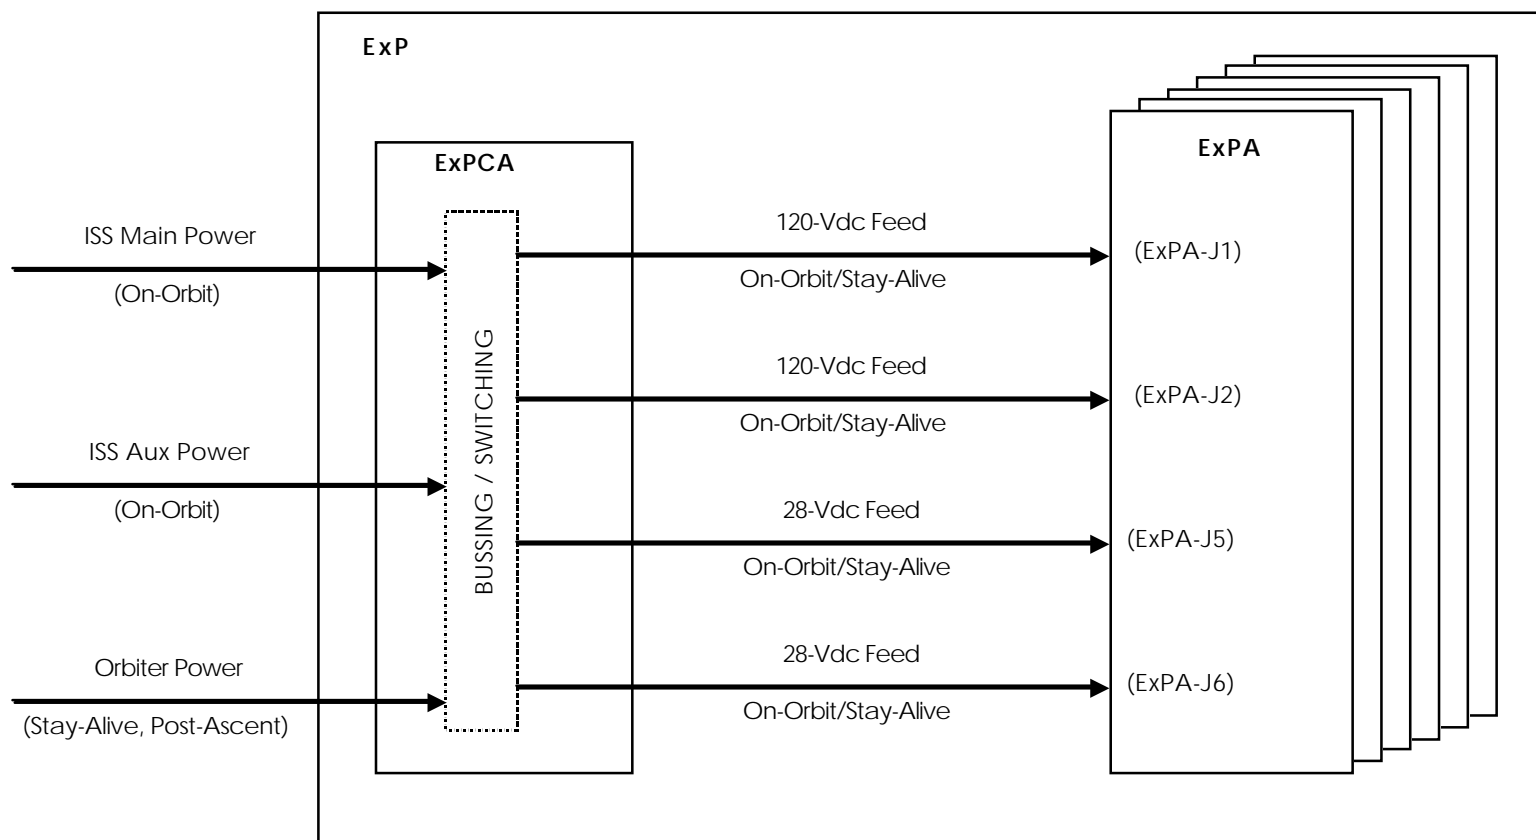 ExP
ExPCA
ExPA
ISS Main Power
(On-Orbit)
ISS Aux Power
(On-Orbit)
Orbiter Power
(Stay-Alive, Post-Ascent)
BUSSING / SWITCHING
120-Vdc Feed
On-Orbit/Stay-Alive
120-Vdc Feed
On-Orbit/Stay-Alive
28-Vdc Feed
On-Orbit/Stay-Alive
28-Vdc Feed
On-Orbit/Stay-Alive
(ExPA-J1)
(ExPA-J2)
(ExPA-J5)
(ExPA-J6)